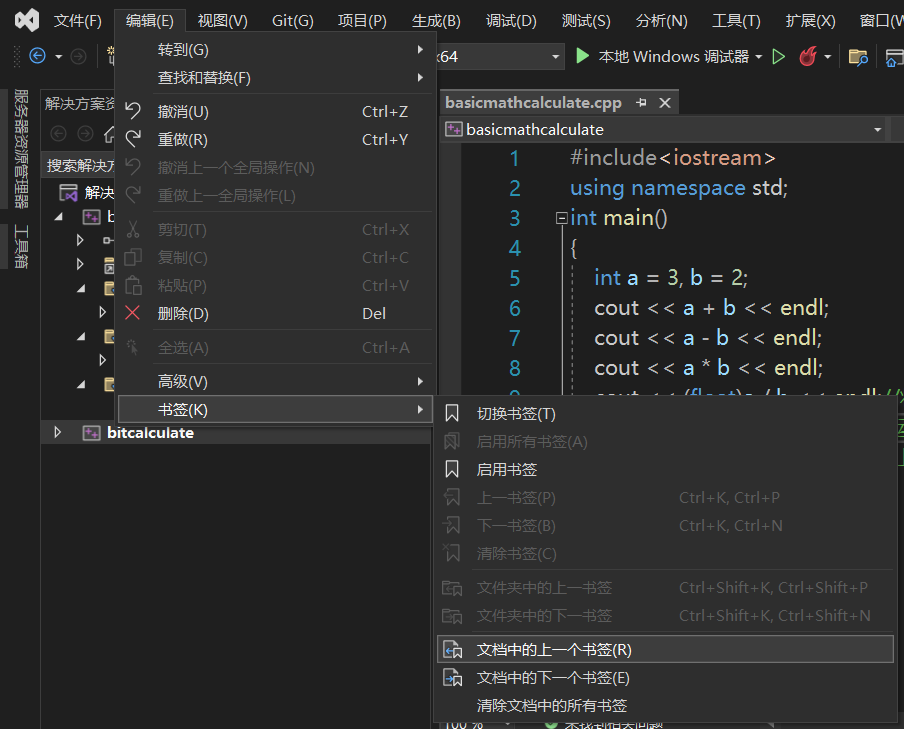 文件(F) 编辑(E) 视图(V) Git(G) 项目(P) 生成(B) 调试(D) 测试(S) 分析(N) 工具(T) 扩展(X) 窗口(W
x64 本地 Windows 调试器
服务器资源管理器
工具箱
解决方案资
搜索解决方
解决
b
bitcalculate
转到(G)
查找和替换(F)
撤消(U) Ctrl+Z
重做(R) Ctrl+Y
撤消上一个全局操作(N)
重做上一全局操作(L)
剪切(T) Ctrl+X
复制(C) Ctrl+C
粘贴(P) Ctrl+V
删除(D) Del
全选(A) Ctrl+A
高级(V)
书签(K)
切换书签(T)
启用所有书签(A)
启用书签
上一书签(P) Ctrl+K, Ctrl+P
下一书签(B) Ctrl+K, Ctrl+N
清除书签(C)
文件夹中的上一书签 Ctrl+Shift+K, Ctrl+Shift+P
文件夹中的下一书签 Ctrl+Shift+K, Ctrl+Shift+N
文档中的上一个书签(R)
文档中的下一个书签(E)
清除文档中的所有书签
basicmathcalculate.cpp
basicmathcalculate
1 #include<iostream>
2 using namespace std;
3 int main()
4 {
5 int a = 3, b = 2;
6 cout << a + b << endl;
7 cout << a - b << endl;
8 cout << a * b << endl;
9 cout << (float)a / b << endl;//
100 % 未找到相关问题